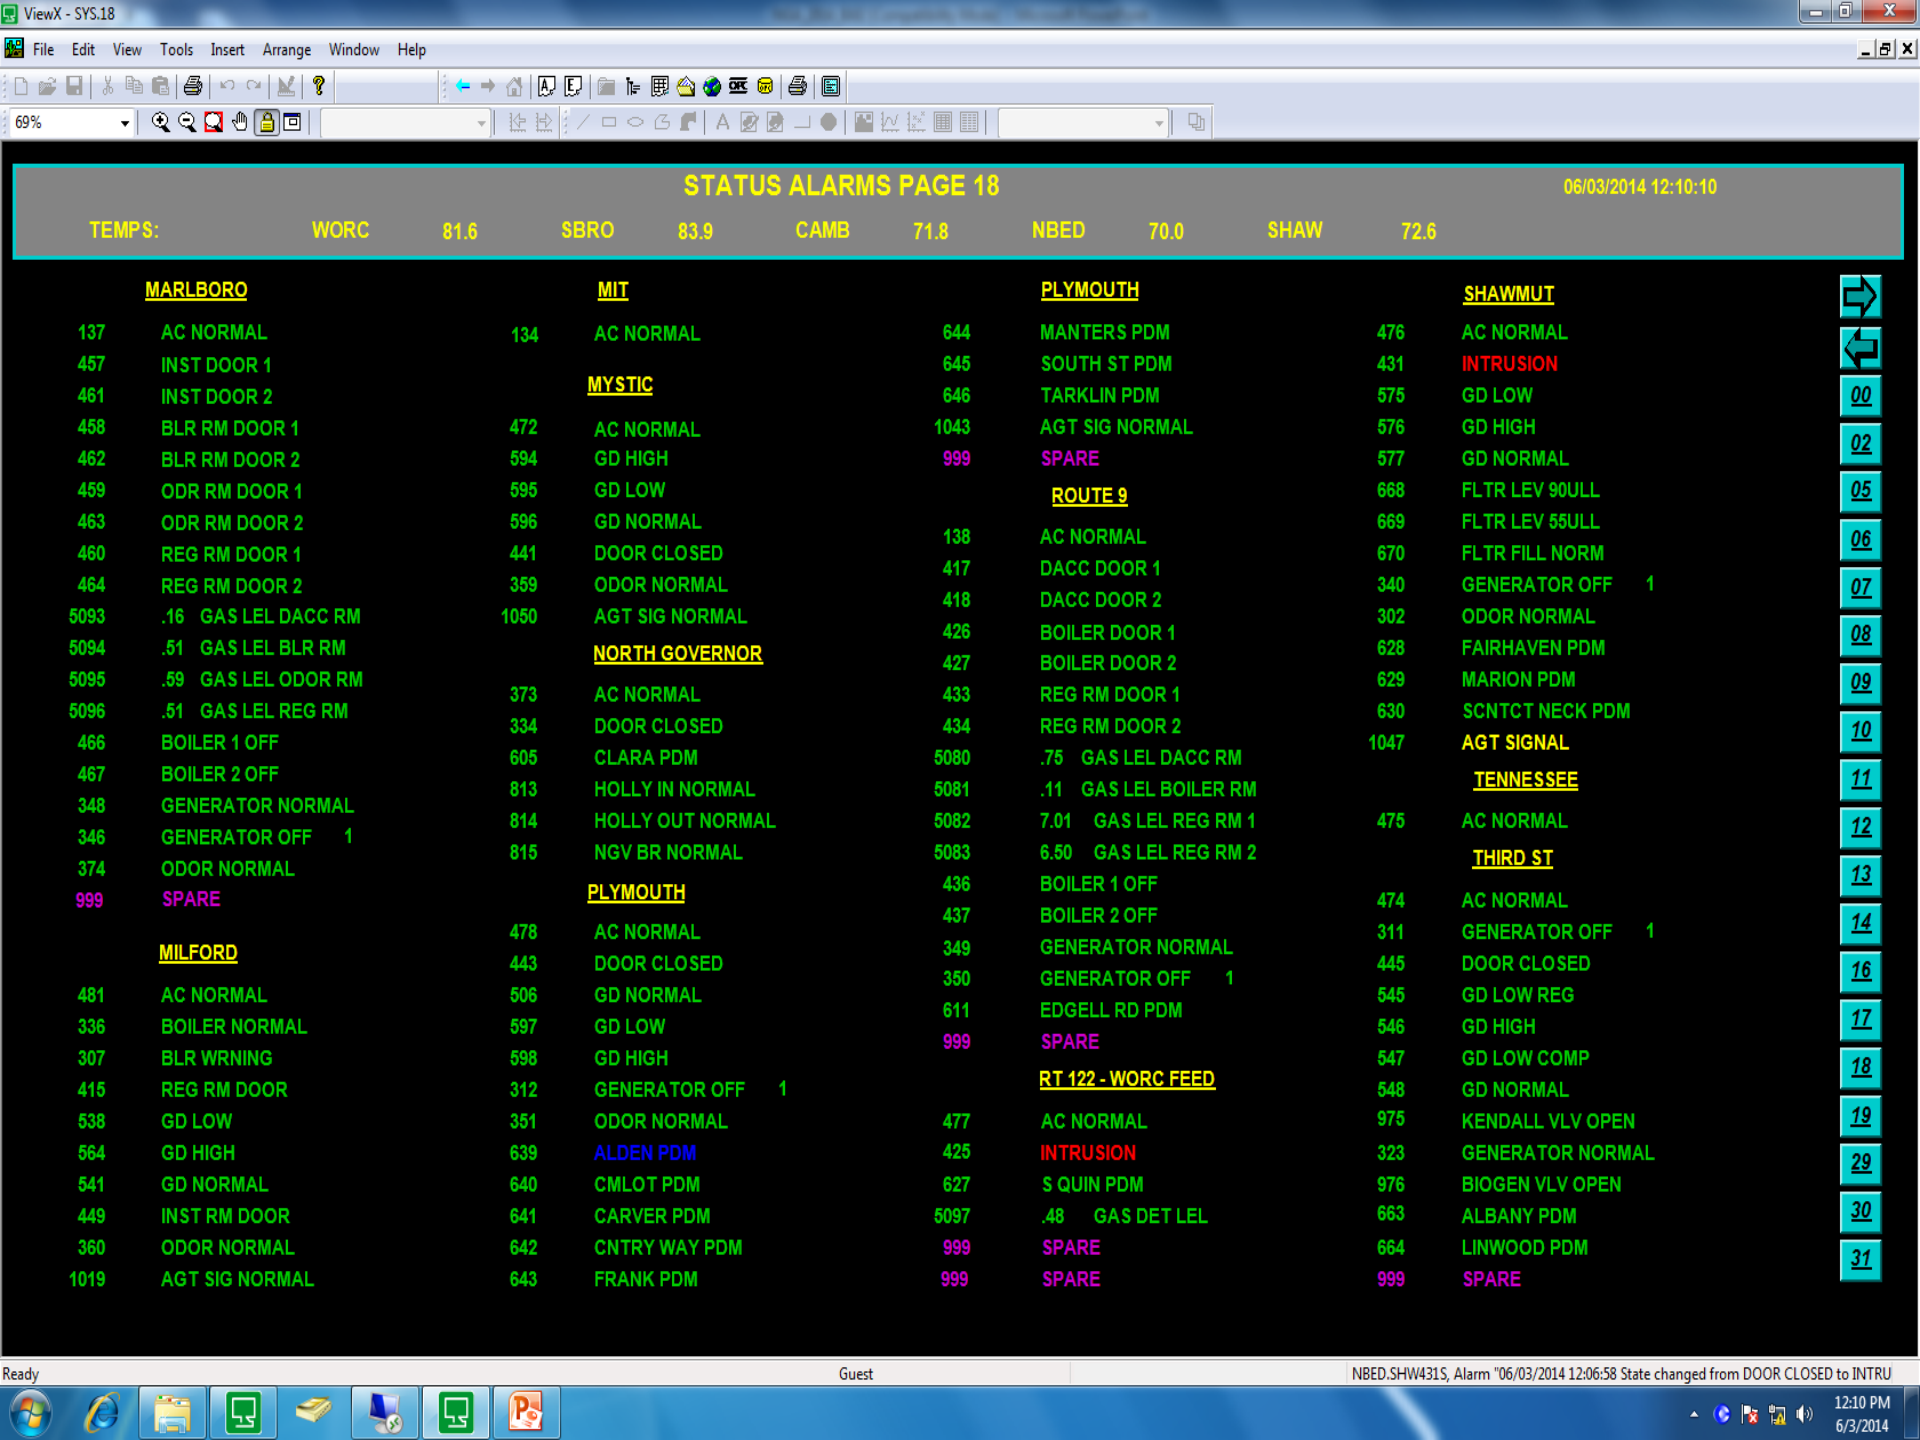 ViewX - SYS.18
File Edit View Tools Insert Arrange Window Help
69%
STATUS ALARMS PAGE 18
06/03/2014 12:10:10
TEMPS: WORC 81.6 SBRO 83.9 CAMB 71.8 NBED 70.0 SHAW 72.6
MARLBORO
137 AC NORMAL
457 INST DOOR 1
461 INST DOOR 2
458 BLR RM DOOR 1
462 BLR RM DOOR 2
459 ODR RM DOOR 1
463 ODR RM DOOR 2
460 REG RM DOOR 1
464 REG RM DOOR 2
5093 .16 GAS LEL DACC RM
5094 .51 GAS LEL BLR RM
5095 .59 GAS LEL ODOR RM
5096 .51 GAS LEL REG RM
466 BOILER 1 OFF
467 BOILER 2 OFF
348 GENERATOR NORMAL
346 GENERATOR OFF 1
374 ODOR NORMAL
999 SPARE
MILFORD
481 AC NORMAL
336 BOILER NORMAL
307 BLR WRNING
415 REG RM DOOR
538 GD LOW
564 GD HIGH
541 GD NORMAL
449 INST RM DOOR
360 ODOR NORMAL
1019 AGT SIG NORMAL
MIT
134 AC NORMAL
MYSTIC
472 AC NORMAL
594 GD HIGH
595 GD LOW
596 GD NORMAL
441 DOOR CLOSED
359 ODOR NORMAL
1050 AGT SIG NORMAL
NORTH GOVERNOR
373 AC NORMAL
334 DOOR CLOSED
605 CLARA PDM
813 HOLLY IN NORMAL
814 HOLLY OUT NORMAL
815 NGV BR NORMAL
PLYMOUTH
478 AC NORMAL
443 DOOR CLOSED
506 GD NORMAL
597 GD LOW
598 GD HIGH
312 GENERATOR OFF 1
351 ODOR NORMAL
639 ALDEN PDM
640 CMLOT PDM
641 CARVER PDM
642 CNTRY WAY PDM
643 FRANK PDM
PLYMOUTH
644 MANTERS PDM
645 SOUTH ST PDM
646 TARKLIN PDM
1043 AGT SIG NORMAL
999 SPARE
ROUTE 9
138 AC NORMAL
417 DACC DOOR 1
418 DACC DOOR 2
426 BOILER DOOR 1
427 BOILER DOOR 2
433 REG RM DOOR 1
434 REG RM DOOR 2
5080 .75 GAS LEL DACC RM
5081 .11 GAS LEL BOILER RM
5082 7.01 GAS LEL REG RM 1
5083 6.50 GAS LEL REG RM 2
436 BOILER 1 OFF
437 BOILER 2 OFF
349 GENERATOR NORMAL
350 GENERATOR OFF 1
611 EDGELL RD PDM
999 SPARE
RT 122 - WORC FEED
477 AC NORMAL
425 INTRUSION
627 S QUIN PDM
5097 .48 GAS DET LEL
999 SPARE
999 SPARE
SHAWMUT
476 AC NORMAL
431 INTRUSION
575 GD LOW
576 GD HIGH
577 GD NORMAL
668 FLTR LEV 90ULL
669 FLTR LEV 55ULL
670 FLTR FILL NORM
340 GENERATOR OFF 1
302 ODOR NORMAL
628 FAIRHAVEN PDM
629 MARION PDM
630 SCNTCT NECK PDM
1047 AGT SIGNAL
TENNESSEE
475 AC NORMAL
THIRD ST
474 AC NORMAL
311 GENERATOR OFF 1
445 DOOR CLOSED
545 GD LOW REG
546 GD HIGH
547 GD LOW COMP
548 GD NORMAL
975 KENDALL VLV OPEN
323 GENERATOR NORMAL
976 BIOGEN VLV OPEN
663 ALBANY PDM
664 LINWOOD PDM
999 SPARE
00
02
05
06
07
08
09
10
11
12
13
14
16
17
18
19
29
30
31
Ready
Guest
NBED.SHW431S, Alarm "06/03/2014 12:06:58 State changed from DOOR CLOSED to INTRU
12:10 PM
6/3/2014